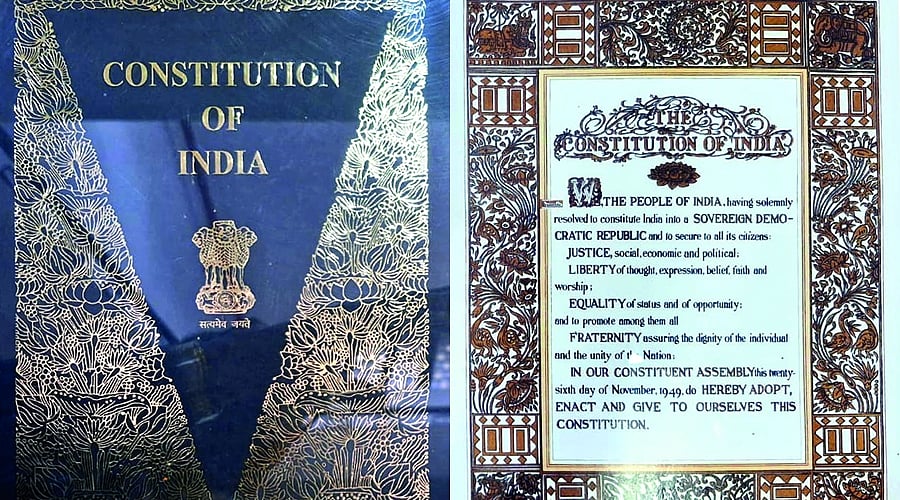 CONSTITUTION
OF
INDIA
सत्यमेव जयते
THE
CONSTITUTION OF INDIA
WE, THE PEOPLE OF INDIA, having solemnly
resolved to constitute India into a SOVEREIGN DEMO-
CRATIC REPUBLIC and to secure to all its citizens:
JUSTICE, social, economic and political;
LIBERTY of thought, expression, belief, faith and
worship;
EQUALITY of status and of opportunity;
and to promote among them all
FRATERNITY assuring the dignity of the individual
and the unity of the Nation;
IN OUR CONSTITUENT ASSEMBLY this twenty-
sixth day of November, 1949, do HEREBY ADOPT,
ENACT AND GIVE TO OURSELVES THIS
CONSTITUTION.